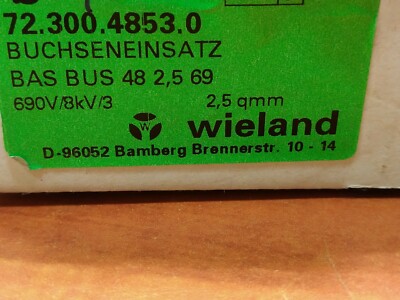 72.300.4853.0
BUCHSENEINSATZ
BAS BUS 48 2,5 69
690V/8kV/3 2,5 qmm
wieland
D-96052 Bamberg Brennerstr. 10 - 14